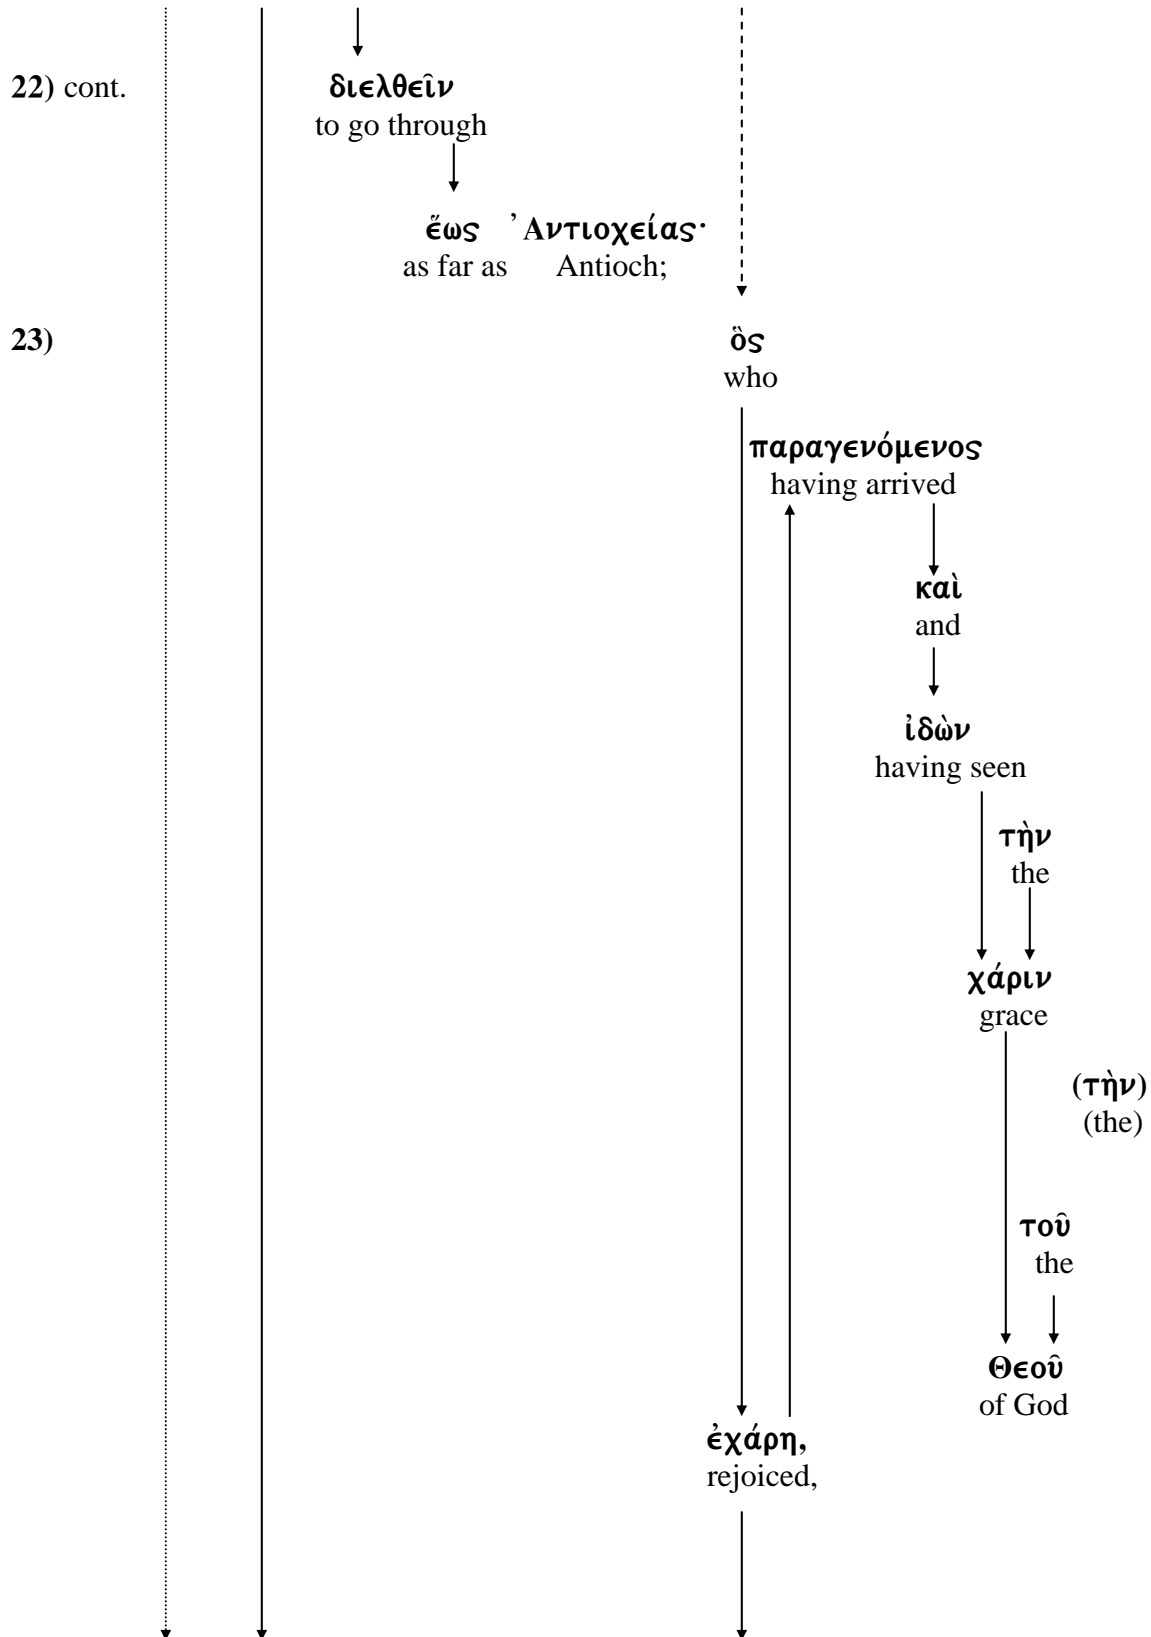 22) cont. διελθεῖν
to go through
ἕως Ἀντιοχείας·
as far as Antioch;
23) ὃς
who
παραγενόμενος
having arrived
καὶ
and
ἰδὼν
having seen
τὴν
the
χάριν
grace
(τὴν)
(the)
τοῦ
the
Θεοῦ
of God
ἐχάρη,
rejoiced,